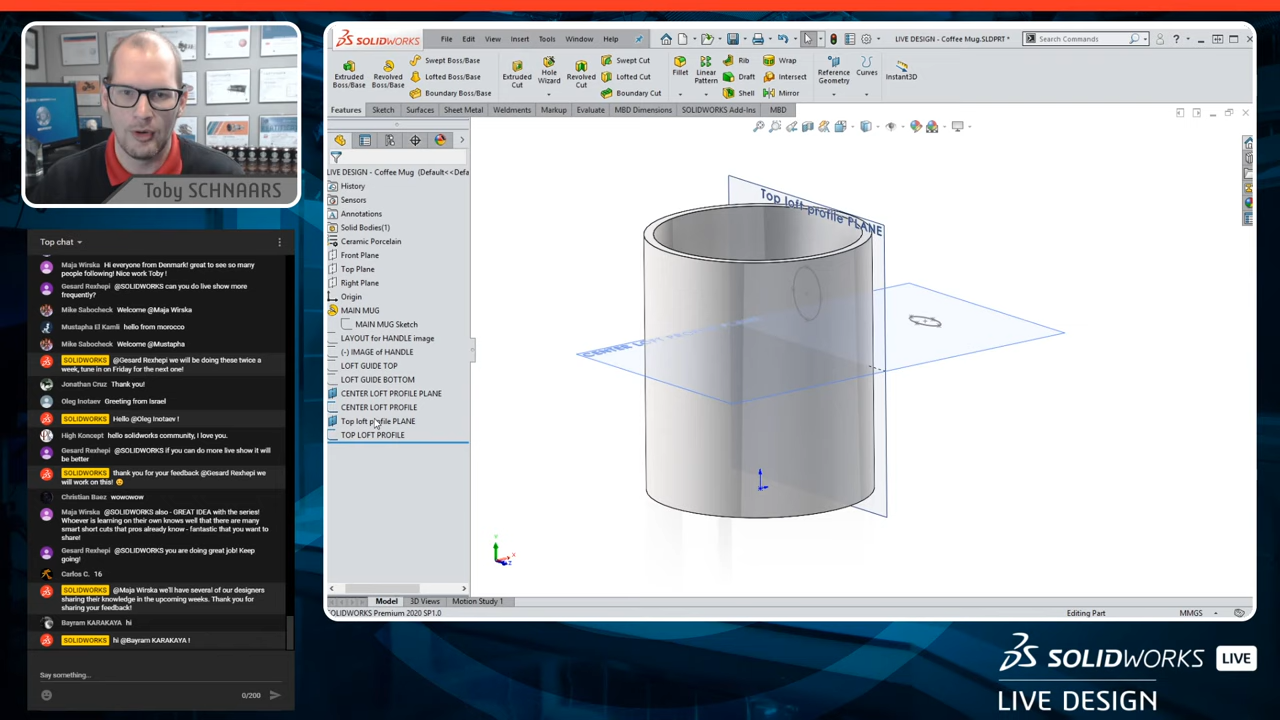 Toby SCHNAARS
Top chat
Maja Wirska Hi everyone from Denmark! great to see so many people following! Nice work Toby !
Gesard Rexhepi @SOLIDWORKS can you do live show more frequently?
Mike Sabocheck Welcome @Maja Wirska
Mustapha El Kamli hello from morocco
Mike Sabocheck Welcome @Mustapha
SOLIDWORKS @Gesard Rexhepi we will be doing these twice a week, tune in on Friday for the next one!
Jonathan Cruz Thank you!
Oleg Inotaev Greeting from Israel
SOLIDWORKS Hello @Oleg Inotaev !
High Koncept hello solidworks community, I love you.
Gesard Rexhepi if you can do more live show it will be better
SOLIDWORKS thank you for your feedback @Gesard Rexhepi we will work on this!
Christian Baez wowowow
Maja Wirska @SOLIDWORKS also - GREAT IDEA with the series! Whoever is learning on their own knows well that there are many smart short cuts that pros already know - fantastic that you want to share!
Gesard Rexhepi @SOLIDWORKS you are doing great job! Keep going!
Carlos C. 16
SOLIDWORKS @Maja Wirska we'll have several of our designers sharing their knowledge in the upcoming weeks. Thank you for sharing your feedback!
Bayram KARAKAYA hi
SOLIDWORKS hi @Bayram KARAKAYA !
Say something...
0/200
SOLIDWORKS File Edit View Insert Tools Window Help LIVE DESIGN - Coffee Mug.SLDPRT * Search Commands
Extruded Boss/Base
Revolved Boss/Base
Swept Boss/Base
Lofted Boss/Base
Boundary Boss/Base
Extruded Cut
Hole Wizard
Revolved Cut
Swept Cut
Lofted Cut
Boundary Cut
Fillet
Linear Pattern
Rib
Draft
Shell
Wrap
Intersect
Mirror
Reference Geometry
Curves
Instant3D
Features Sketch Surfaces Sheet Metal Weldments Markup Evaluate MBD Dimensions SOLIDWORKS Add-Ins MBD
LIVE DESIGN - Coffee Mug (Default<<Defa
History
Sensors
Annotations
Solid Bodies(1)
Ceramic Porcelain
Front Plane
Top Plane
Right Plane
Origin
MAIN MUG
MAIN MUG Sketch
LAYOUT for HANDLE image
(-) IMAGE of HANDLE
LOFT GUIDE TOP
LOFT GUIDE BOTTOM
CENTER LOFT PROFILE PLANE
CENTER LOFT PROFILE
Top loft profile PLANE
TOP LOFT PROFILE
Top loft profile PLANE
CENTER LOFT
Model 3D Views Motion Study 1
SOLIDWORKS Premium 2020 SP1.0 Editing Part MMGS
SOLIDWORKS LIVE
LIVE DESIGN